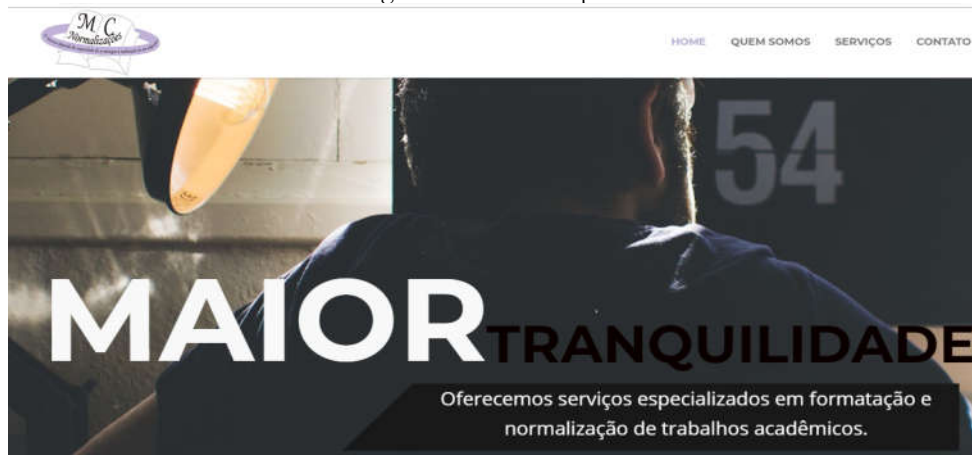 M C
Normalizações
HOME QUEM SOMOS SERVIÇOS CONTATO
54
MAIOR TRANQUILIDADE
Oferecemos serviços especializados em formatação e
normalização de trabalhos acadêmicos.